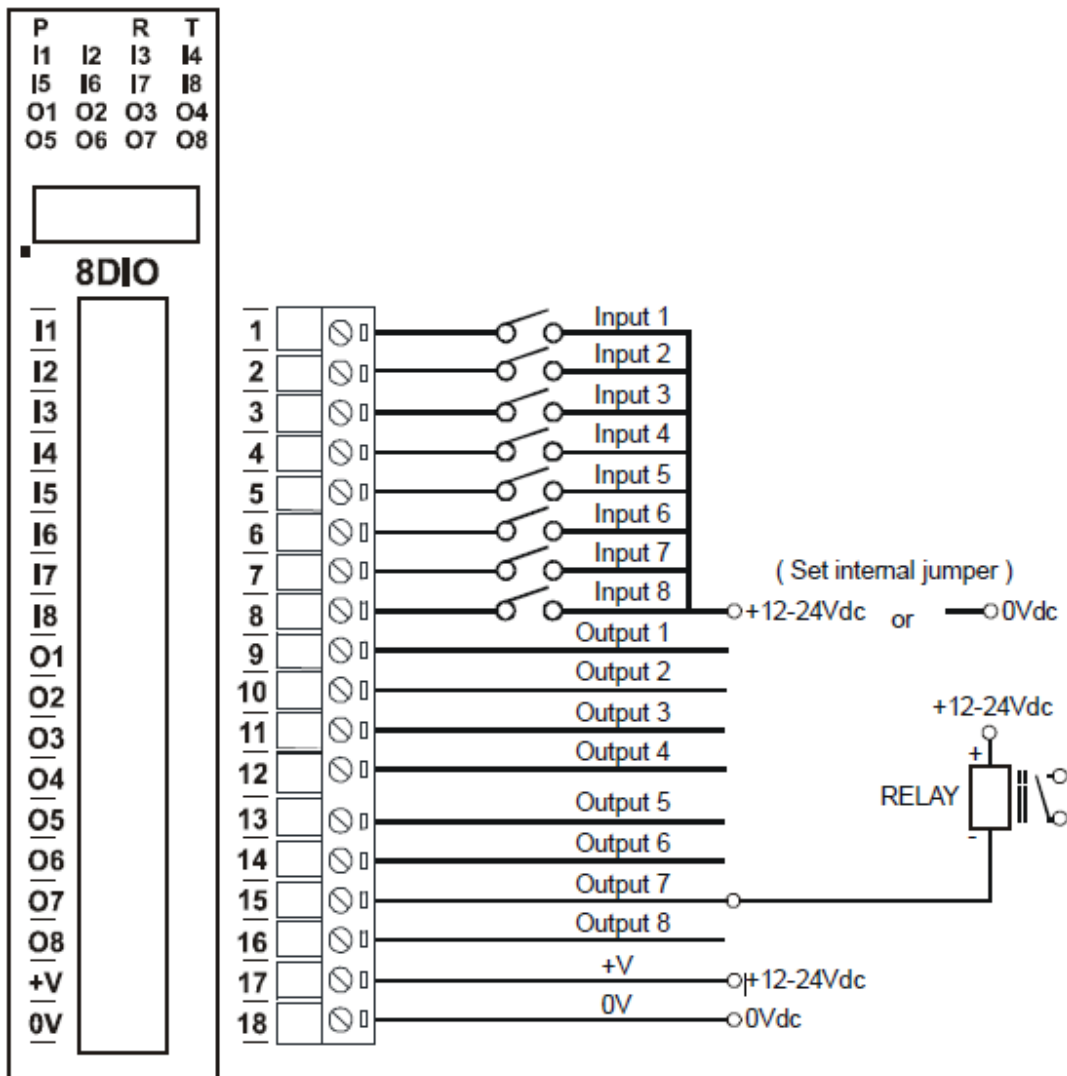 P R T
I1 I2 I3 I4
I5 I6 I7 I8
O1 O2 O3 O4
O5 O6 O7 O8
8DIO
I1 1 Input 1
I2 2 Input 2
I3 3 Input 3
I4 4 Input 4
I5 5 Input 5
I6 6 Input 6
I7 7 Input 7
( Set internal jumper )
I8 8 Input 8 +12-24Vdc or 0Vdc
O1 9 Output 1
O2 10 Output 2
O3 11 Output 3
+12-24Vdc
O4 12 Output 4
+
RELAY
-
O5 13 Output 5
O6 14 Output 6
O7 15 Output 7
O8 16 Output 8
+V 17 +V +12-24Vdc
0V 18 0V 0Vdc